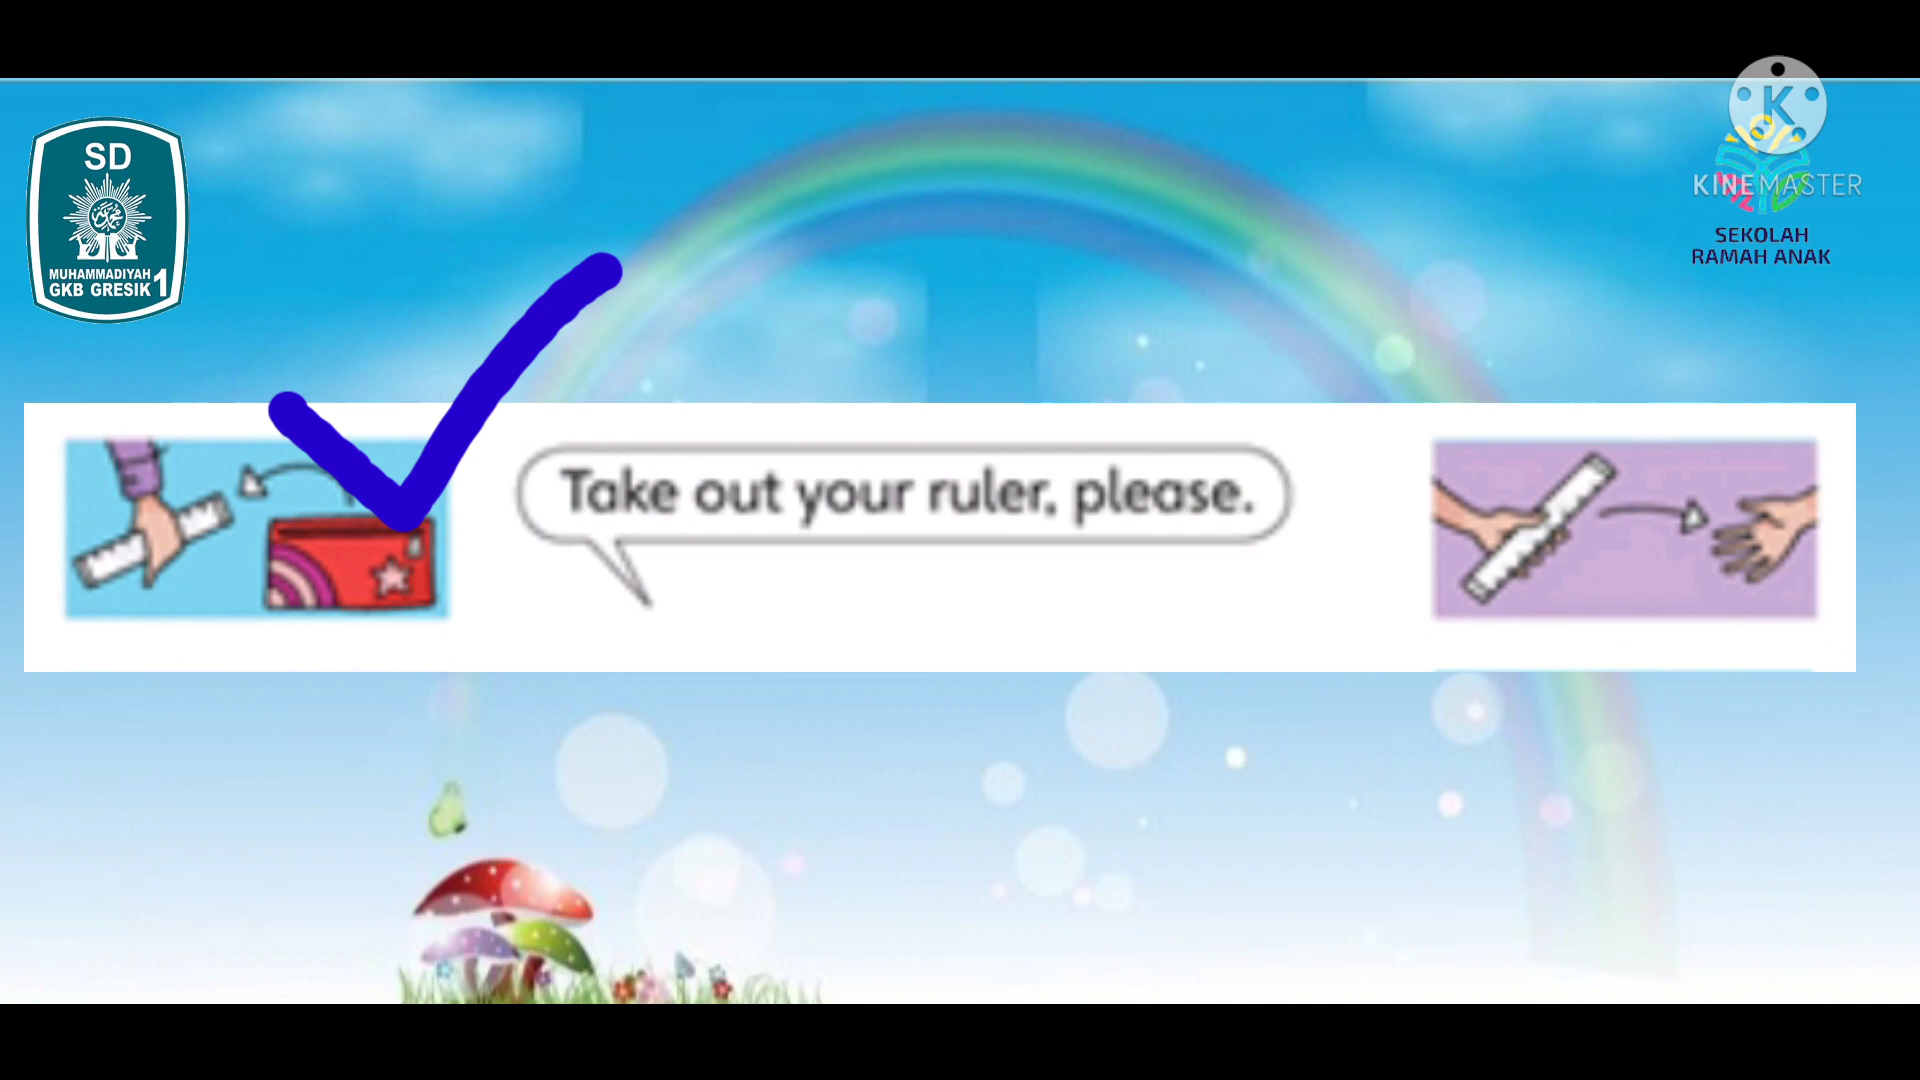 SD
MUHAMMADIYAH
GKB GRESIK 1
KINEMASTER
SEKOLAH
RAMAH ANAK
Take out your ruler, please.